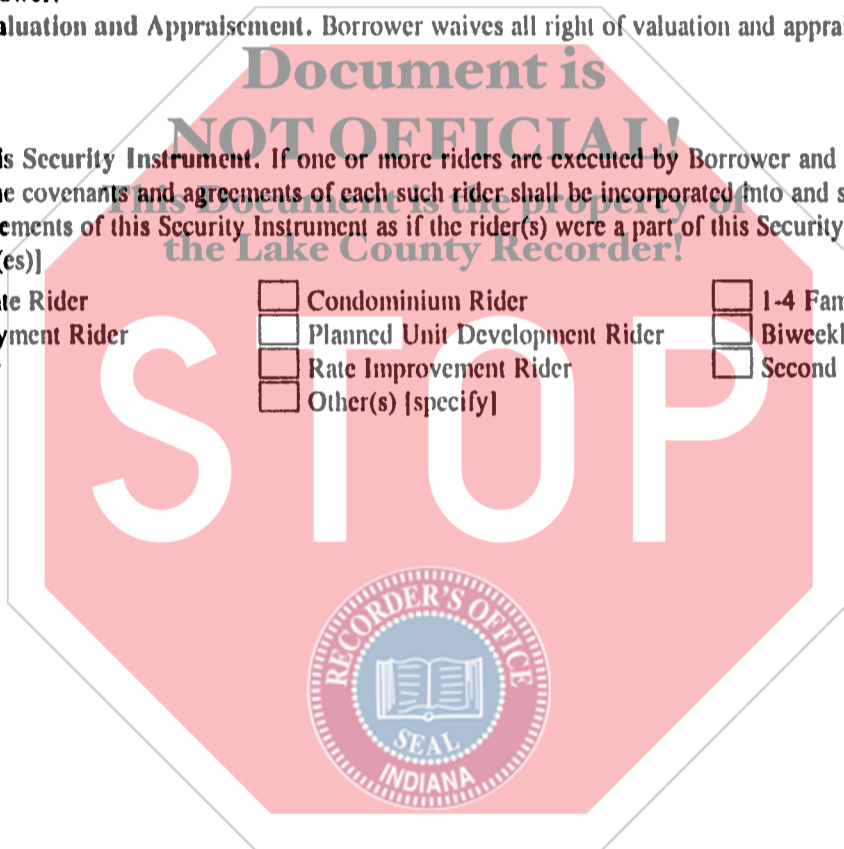 aluation and Appraisement. Borrower waives all right of valuation and apprai
Document is
NOT OFFICIAL!
is Security Instrument. If one or more riders are executed by Borrower and
e covenants and agreements of each such rider shall be incorporated into and s
This Document is the property of
ements of this Security Instrument as if the rider(s) were a part of this Security
the Lake County Recorder!
(es)]
te Rider Condominium Rider 1-4 Fam
yment Rider Planned Unit Development Rider Biweekl
Rate Improvement Rider Second
Other(s) [specify]
STOP
RECORDER'S OFFICE
SEAL
INDIANA